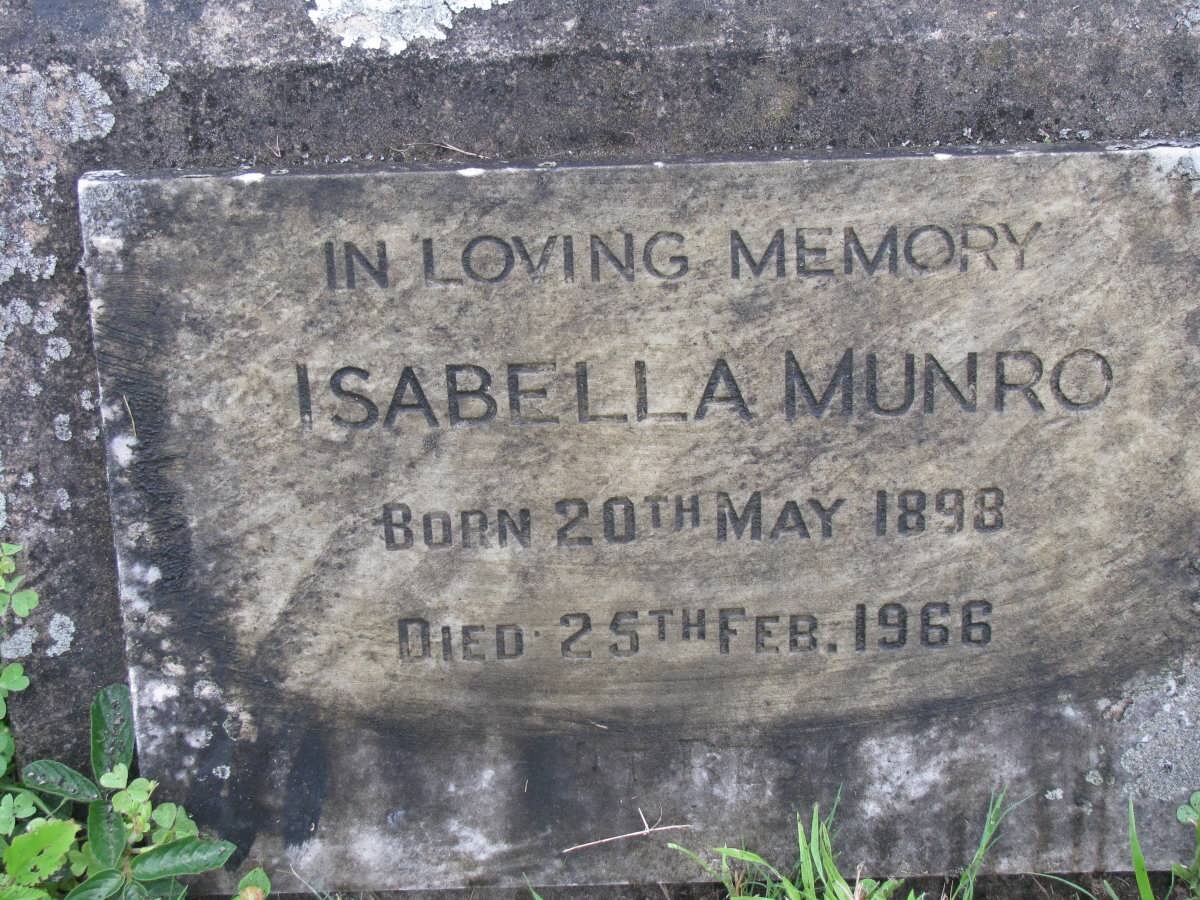 IN LOVING MEMORY
ISABELLA MUNRO
BORN 20TH MAY 1898
DIED 25TH FEB. 1966